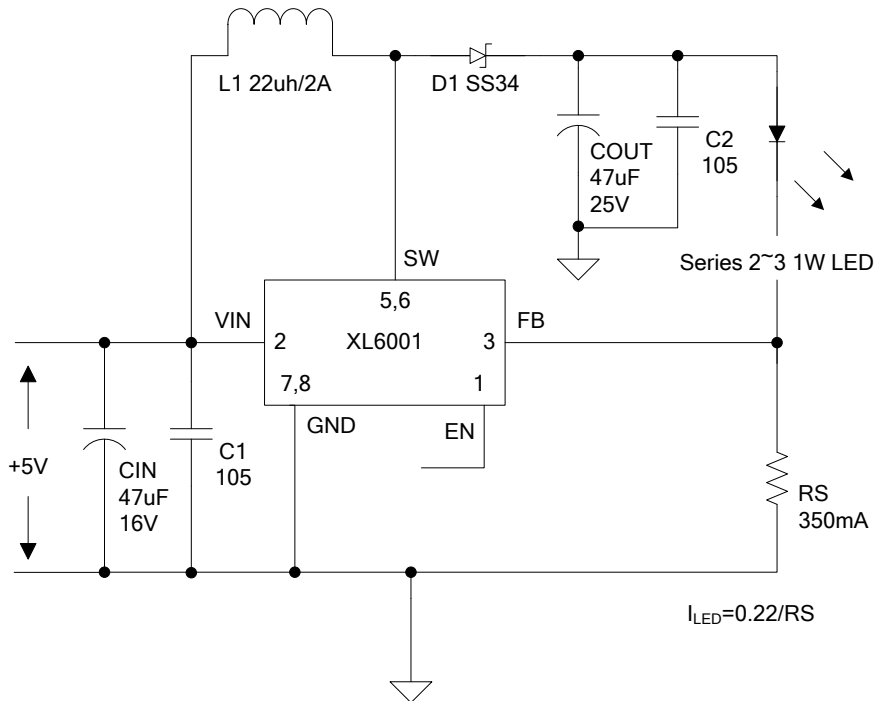 L1 22uh/2A
D1 SS34
COUT
47uF
25V
C2
105
SW
Series 2~3 1W LED
5,6
VIN
FB
2
XL6001
3
7,8
1
GND
EN
+5V
CIN
47uF
16V
C1
105
RS
350mA
ILED=0.22/RS